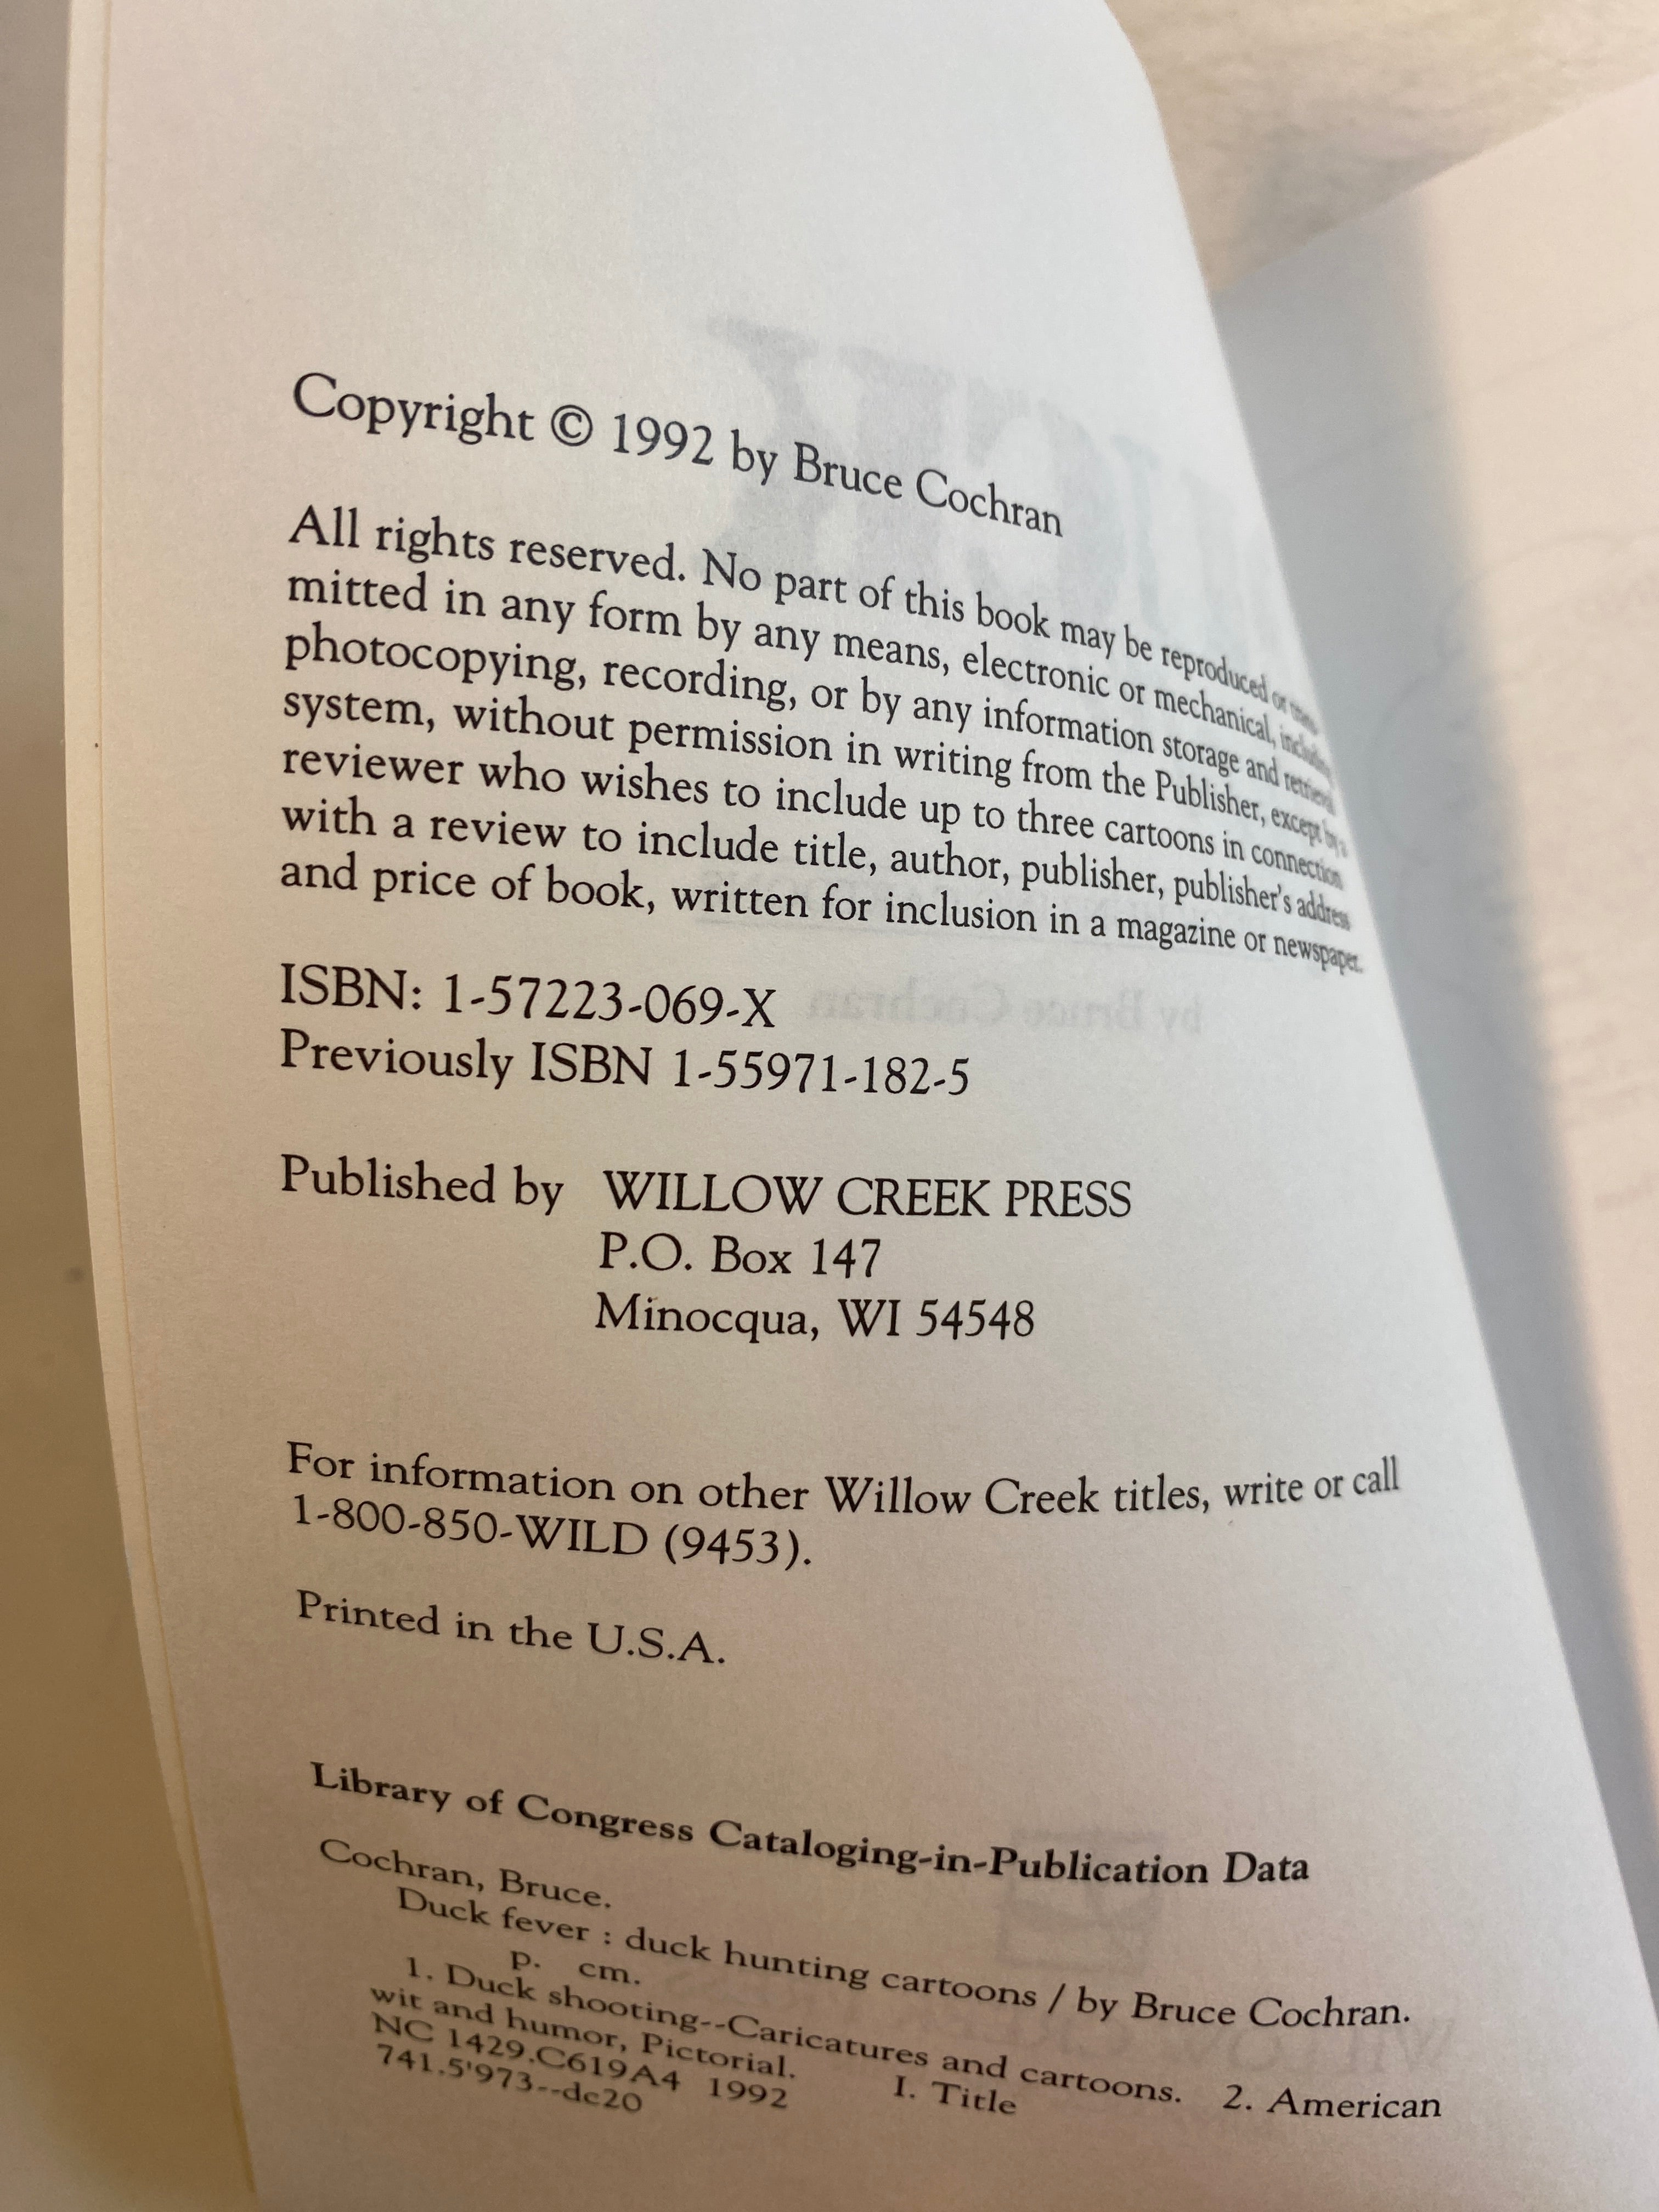 Copyright © 1992 by Bruce Cochran
All rights reserved. No part of this book may be reproduced or trans-
mitted in any form by any means, electronic or mechanical, including
photocopying, recording, or by any information storage and retrieval
system, without permission in writing from the Publisher, except by a
reviewer who wishes to include up to three cartoons in connection
with a review to include title, author, publisher, publisher's address
and price of book, written for inclusion in a magazine or newspaper.
ISBN: 1-57223-069-X
Previously ISBN 1-55971-182-5
Published by WILLOW CREEK PRESS
P.O. Box 147
Minocqua, WI 54548
For information on other Willow Creek titles, write or call
1-800-850-WILD (9453).
Printed in the U.S.A.
Library of Congress Cataloging-in-Publication Data
Cochran, Bruce.
Duck fever : duck hunting cartoons / by Bruce Cochran.
p. cm.
1. Duck shooting--Caricatures and cartoons. 2. American
wit and humor, Pictorial. I. Title
NC 1429.C619A4 1992
741.5'973--dc20